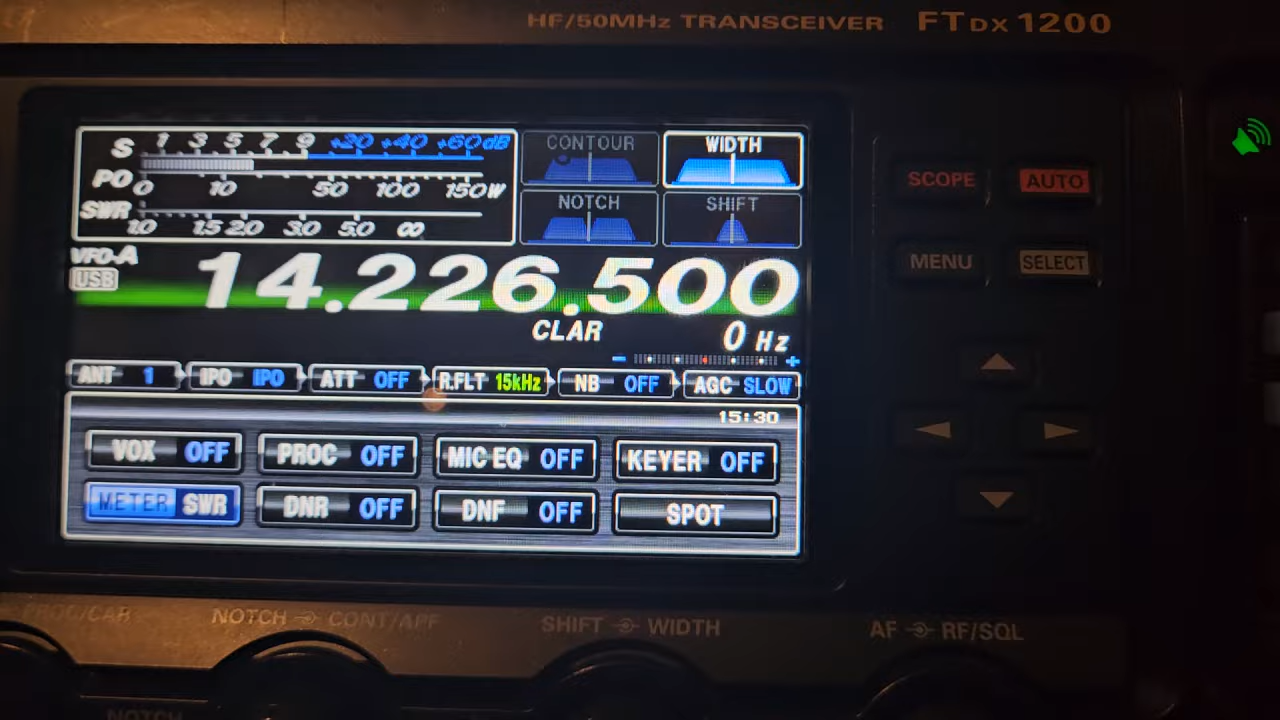 HF/50MHz TRANSCEIVER FTDX 1200
S 1 3 5 7 9 +20 +40 +60dB
PO 0 10 50 100 150W
SWR 1.0 1.5 2.0 3.0 5.0 ∞
CONTOUR WIDTH
NOTCH SHIFT
SCOPE AUTO
MENU SELECT
VFO-A
USB
14.226.500
CLAR 0 Hz
- +
ANT 1 IPO IPO ATT OFF R.FLT 15kHz NB OFF AGC SLOW
15:30
VOX OFF PROC OFF MIC EQ OFF KEYER OFF
METER SWR DNR OFF DNF OFF SPOT
PROC/CAR NOTCH CONT/APF SHIFT WIDTH AF RF/SQL
NOTCH